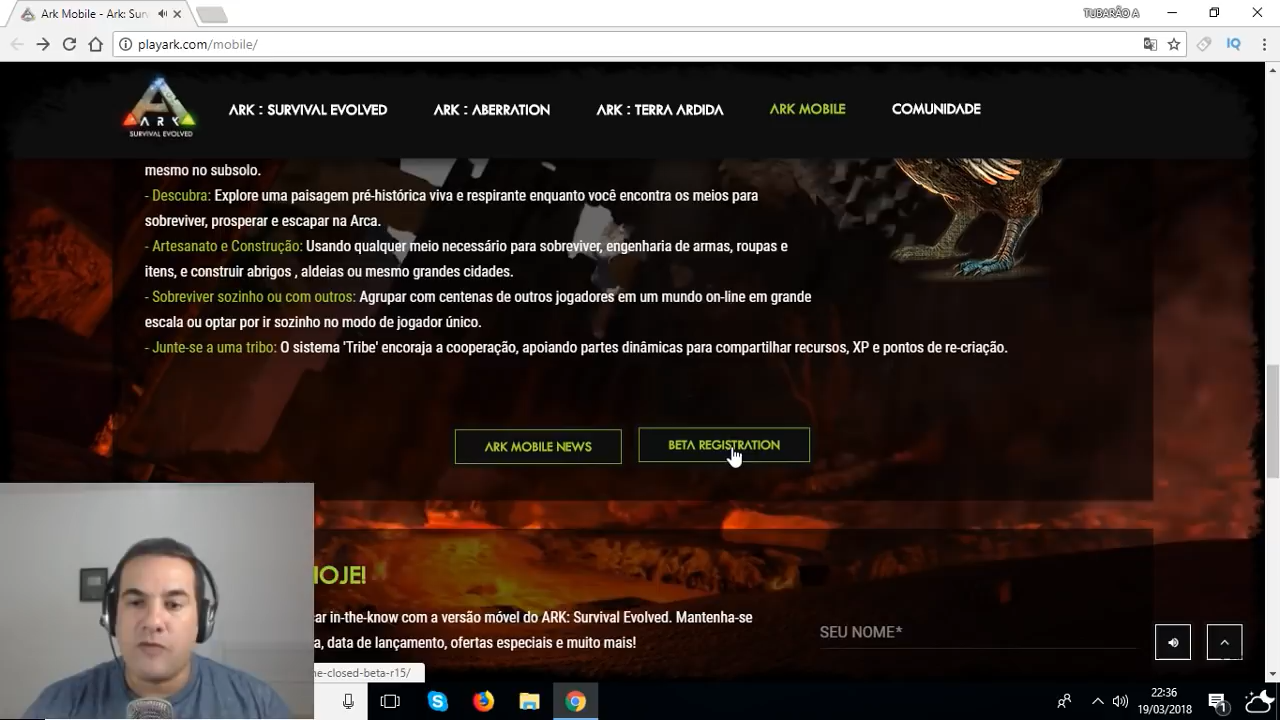 Ark Mobile - Ark Sur
TUBARÃO A
playark.com/mobile/
ARK
SURVIVAL EVOLVED
ARK : SURVIVAL EVOLVED
ARK : ABERRATION
ARK : TERRA ARDIDA
ARK MOBILE
COMUNIDADE
mesmo no subsolo.
- Descubra: Explore uma paisagem pré-histórica viva e respirante enquanto você encontra os meios para
sobreviver, prosperar e escapar na Arca.
- Artesanato e Construção: Usando qualquer meio necessário para sobreviver, engenharia de armas, roupas e
itens, e construir abrigos , aldeias ou mesmo grandes cidades.
- Sobreviver sozinho ou com outros: Agrupar com centenas de outros jogadores em um mundo on-line em grande
escala ou optar por ir sozinho no modo de jogador único.
- Junte-se a uma tribo: O sistema 'Tribe' encoraja a cooperação, apoiando partes dinâmicas para compartilhar recursos, XP e pontos de re-criação.
ARK MOBILE NEWS
BETA REGISTRATION
HOJE!
ar in-the-know com a versão móvel do ARK: Survival Evolved. Mantenha-se
a, data de lançamento, ofertas especiais e muito mais!
SEU NOME*
ne-closed-beta-r15/
22:36
19/03/2018
1